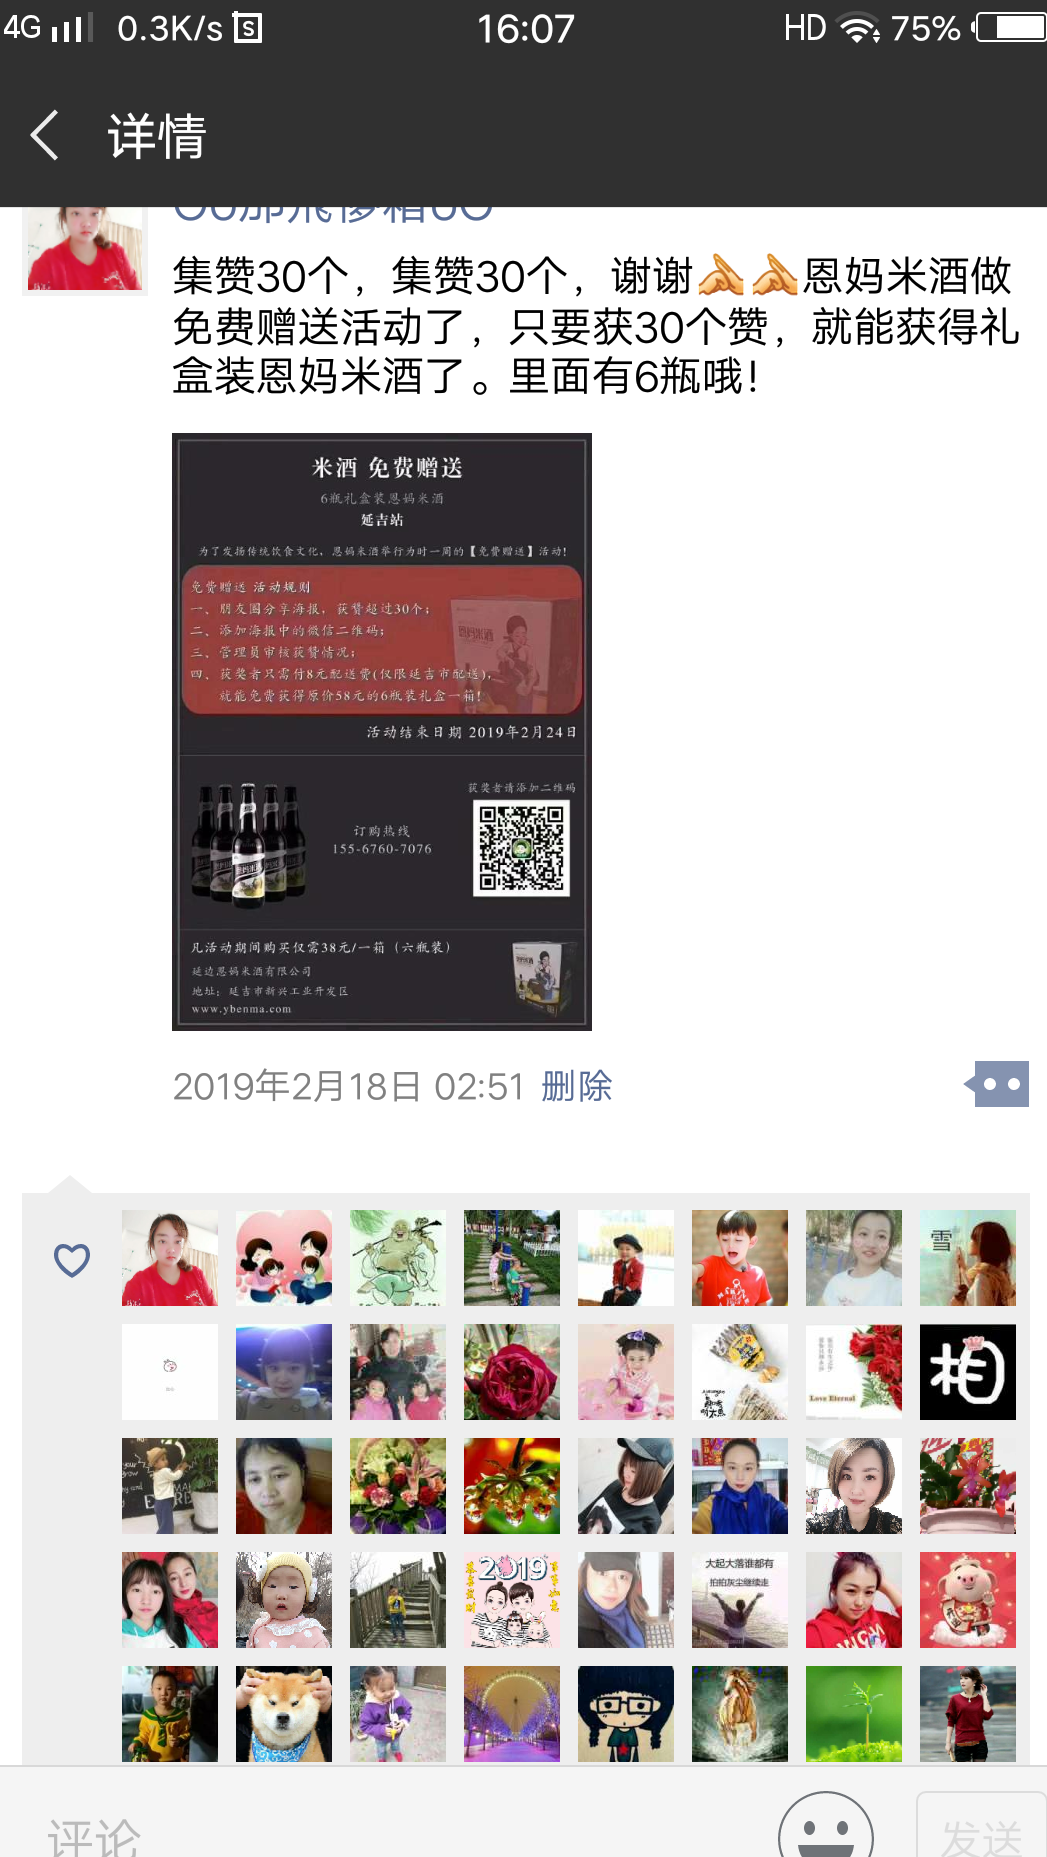 4G 0.3K/s 16:07 HD 75%
详情
集赞30个，集赞30个，谢谢🙏🙏恩妈米酒做
免费赠送活动了，只要获30个赞，就能获得礼
盒装恩妈米酒了。里面有6瓶哦！
米酒 免费赠送
6瓶礼盒装恩妈米酒
延吉站
为了发扬传统饮食文化，恩妈米酒举行为时一周的【免费赠送】活动！
免费赠送 活动规则
一、朋友圈分享海报，获赞超过30个；
二、添加海报中的微信二维码；
三、管理员审核获赞情况；
四、获奖者只需付8元配送费(仅限延吉市配送)，
就能免费获得原价58元的6瓶装礼盒一箱！
活动结束日期 2019年2月24日
获奖者请添加二维码
订购热线
155-6760-7076
凡活动期间购买仅需38元/一箱（六瓶装）
延边恩妈米酒有限公司
地址：延吉市新兴工业开发区
www.ybenma.com
2019年2月18日 02:51 删除
雪
Love Eternal
2019
大起大落谁都有
拍拍灰尘继续走
评论
发送